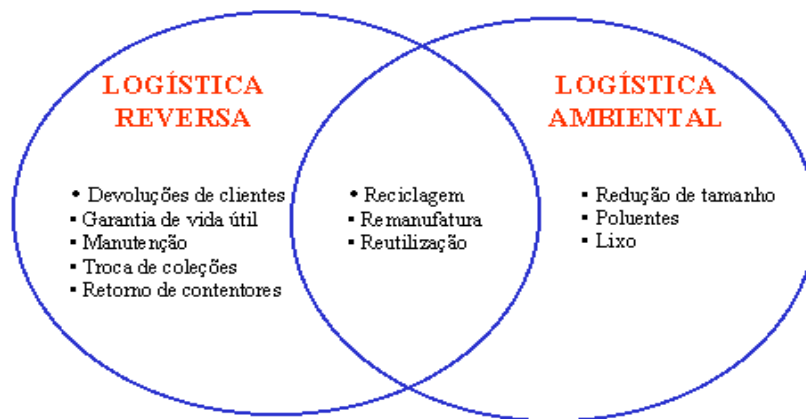 LOGÍSTICA
REVERSA
• Devoluções de clientes
▪ Garantia de vida útil
▪ Manutenção
▪ Troca de coleções
▪ Retorno de contentores
• Reciclagem
▪ Remanufatura
▪ Reutilização
LOGÍSTICA
AMBIENTAL
▪ Redução de tamanho
▪ Poluentes
▪ Lixo